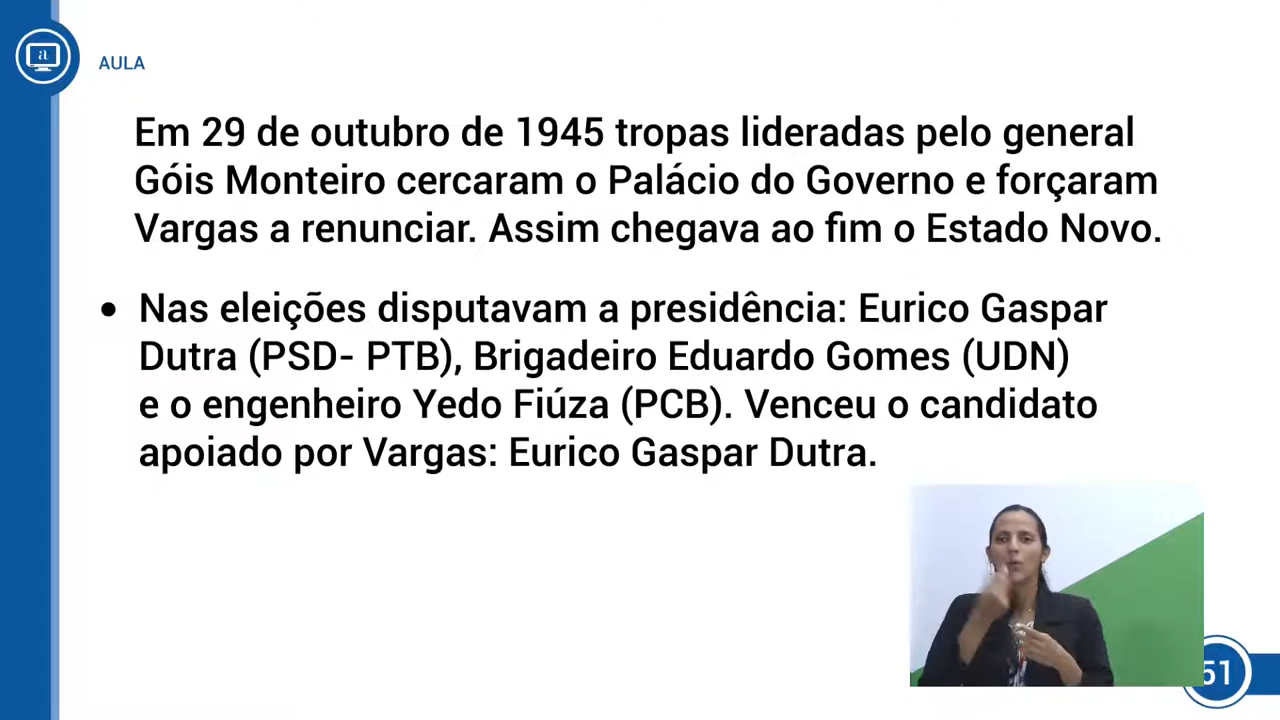 AULA
Em 29 de outubro de 1945 tropas lideradas pelo general
Góis Monteiro cercaram o Palácio do Governo e forçaram
Vargas a renunciar. Assim chegava ao fim o Estado Novo.
• Nas eleições disputavam a presidência: Eurico Gaspar
Dutra (PSD- PTB), Brigadeiro Eduardo Gomes (UDN)
e o engenheiro Yedo Fiúza (PCB). Venceu o candidato
apoiado por Vargas: Eurico Gaspar Dutra.
51